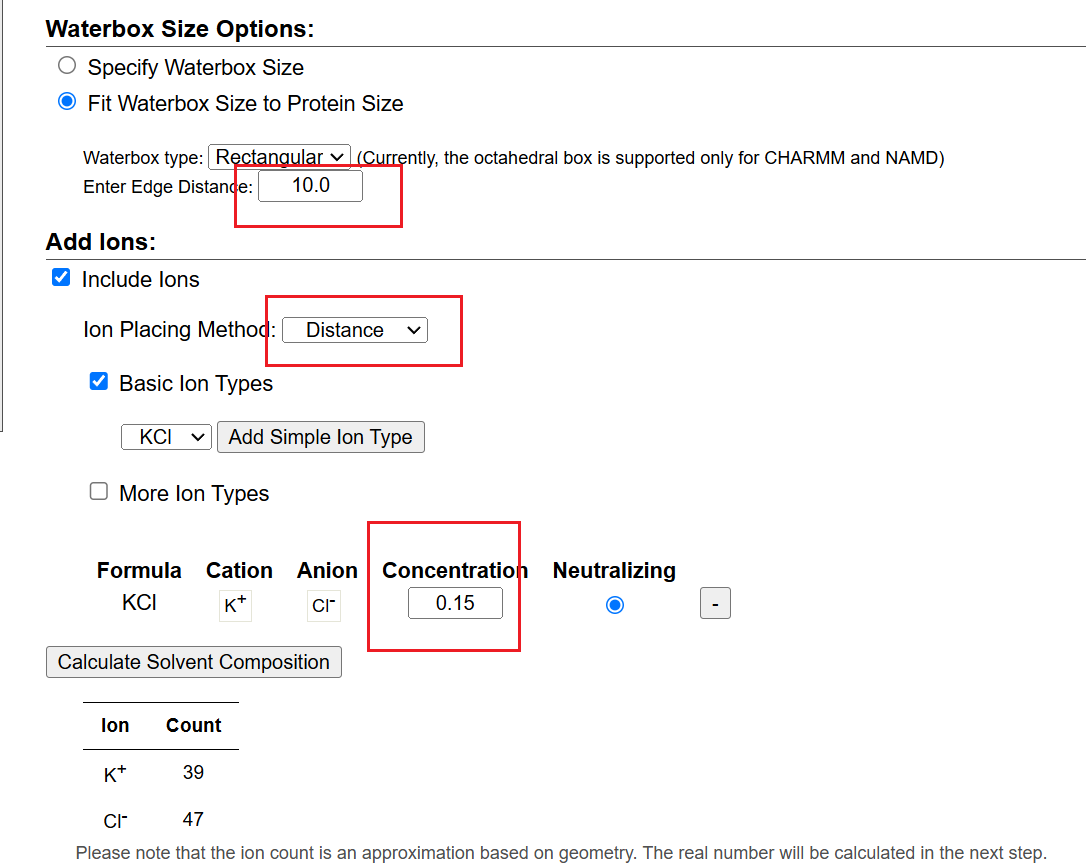 Waterbox Size Options:
Specify Waterbox Size
Fit Waterbox Size to Protein Size
Waterbox type: Rectangular (Currently, the octahedral box is supported only for CHARMM and NAMD)
Enter Edge Distance: 10.0
Add Ions:
Include Ions
Ion Placing Method: Distance
Basic Ion Types
KCl Add Simple Ion Type
More Ion Types
Formula Cation Anion Concentration Neutralizing
KCl K+ Cl- 0.15 -
Calculate Solvent Composition
Ion Count
K+ 39
Cl- 47
Please note that the ion count is an approximation based on geometry. The real number will be calculated in the next step.